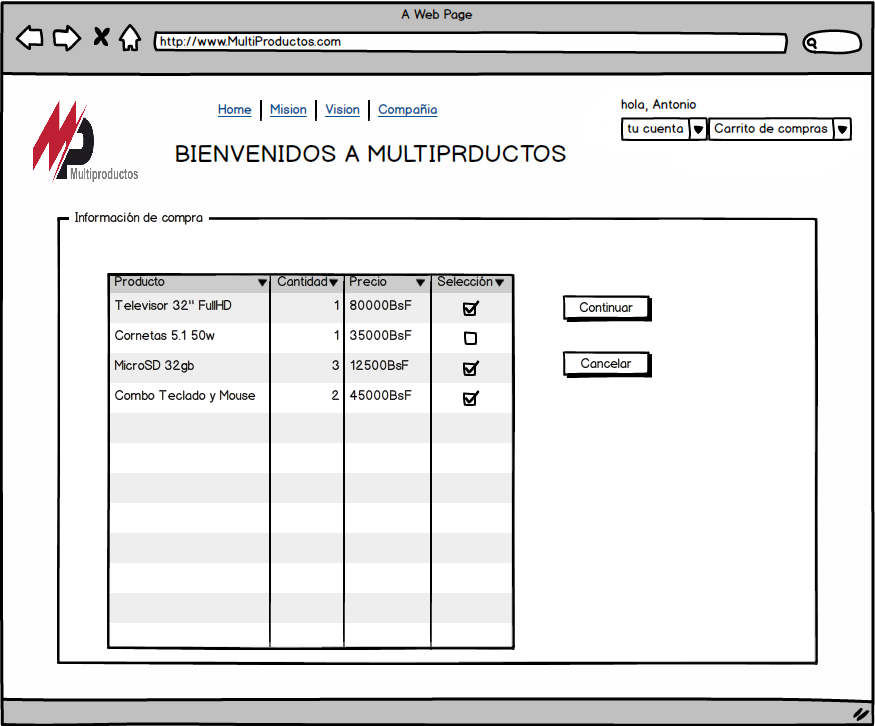 A Web Page
http://www.MultiProductos.com
Home Mision Vision Compañia
hola, Antonio
tu cuenta Carrito de compras
MP
Multiproductos
BIENVENIDOS A MULTIPRDUCTOS
Información de compra
Producto Cantidad Precio Selección
Televisor 32" FullHD 1 80000BsF
Continuar
Cornetas 5.1 50w 1 35000BsF
MicroSD 32gb 3 12500BsF
Cancelar
Combo Teclado y Mouse 2 45000BsF